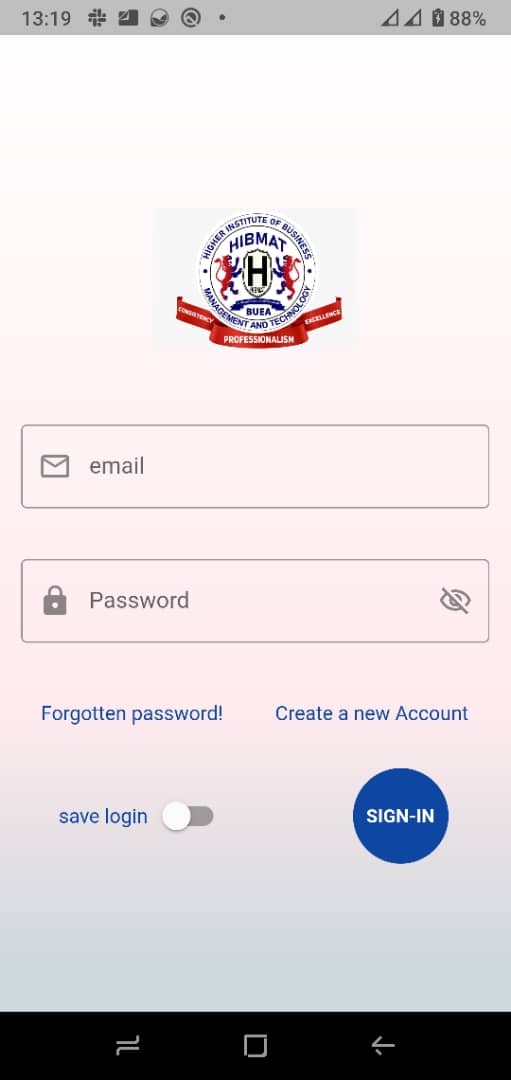 13:19
88%
HIGHER INSTITUTE OF BUSINESS
HIBMAT
H
BUEA
MANAGEMENT AND TECHNOLOGY
CONSISTENCY
PROFESSIONALISM
EXCELLENCE
email
Password
Forgotten password!
Create a new Account
save login
SIGN-IN